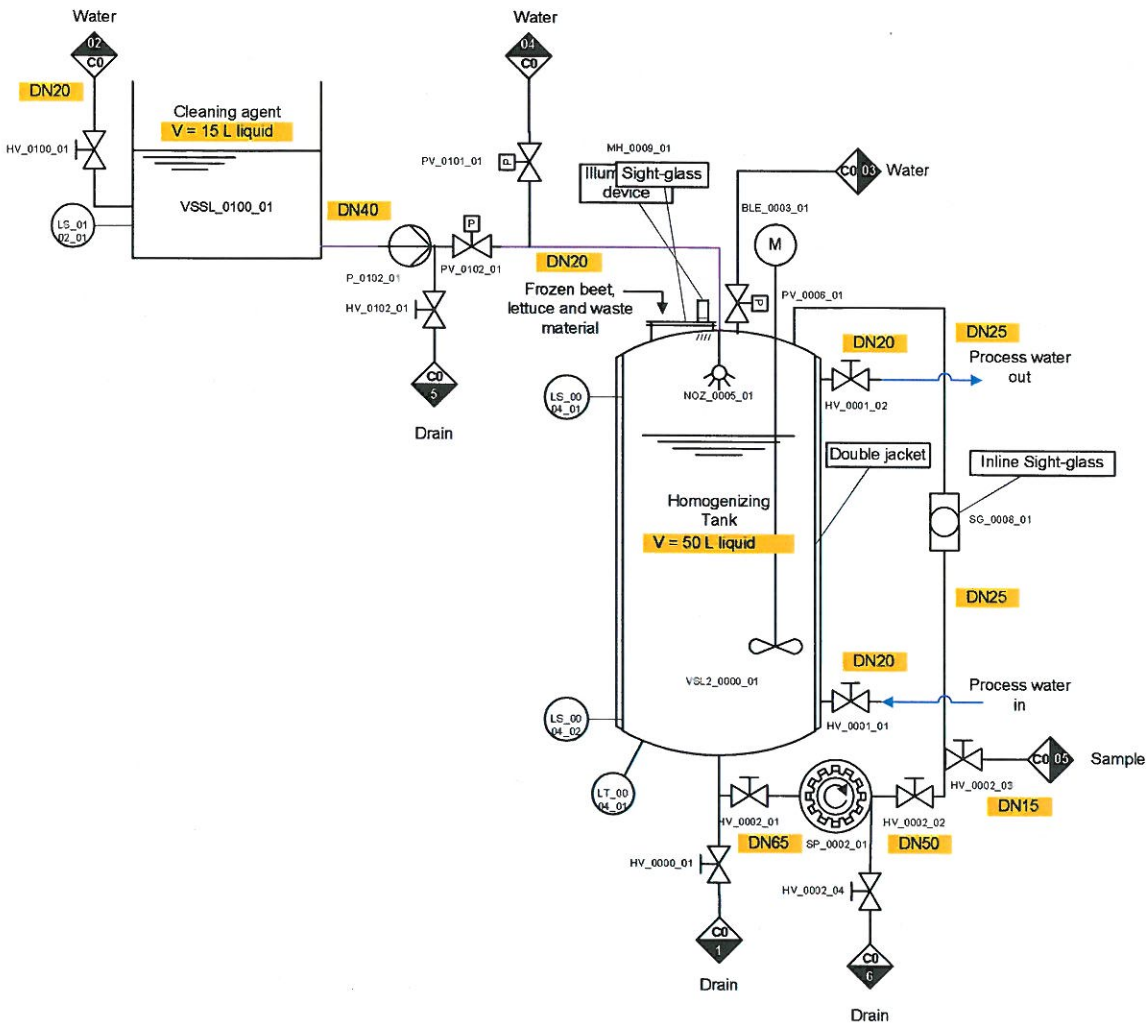 Water
02
C0
DN20
HV_0100_01
Cleaning agent
V = 15 L liquid
VSSL_0100_01
LS_01
02_01
DN40
P_0102_01
HV_0102_01
C0
5
Drain
P
PV_0102_01
Water
04
C0
PV_0101_01
P
DN20
MH_0009_01
Illum
device
Sight-glass
Frozen beet,
lettuce and waste
material
C0 03
Water
BLE_0003_01
M
P
PV_0006_01
NOZ_0005_01
LS_00
04_01
DN20
HV_0001_02
DN25
Process water
out
Double jacket
Inline Sight-glass
SG_0008_01
Homogenizing
Tank
V = 50 L liquid
DN25
VSL2_0000_01
DN20
HV_0001_01
Process water
in
LS_00
04_02
LT_00
04_01
C0 05
Sample
HV_0002_03
DN15
HV_0002_01
DN65
SP_0002_01
HV_0002_02
DN50
HV_0000_01
C0
1
Drain
HV_0002_04
C0
6
Drain